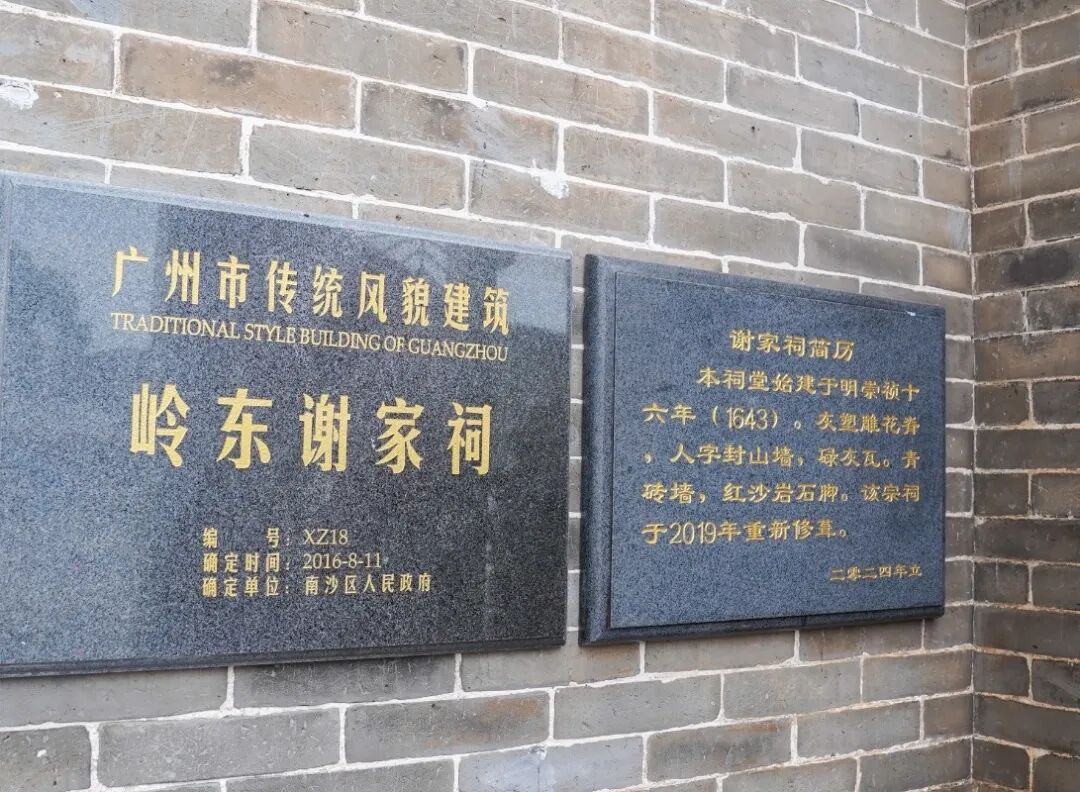 广州市传统风貌建筑
TRADITIONAL STYLE BUILDING OF GUANGZHOU
岭东谢家祠
编 号：XZ18
确定时间：2016-8-11
确定单位：南沙区人民政府
谢家祠简历
本祠堂始建于明崇祯十
六年（1643）。灰塑雕花脊
，人字封山墙，碌灰瓦。青
砖墙，红沙岩石脚。该宗祠
于2019年重新修葺。
二零二四年立